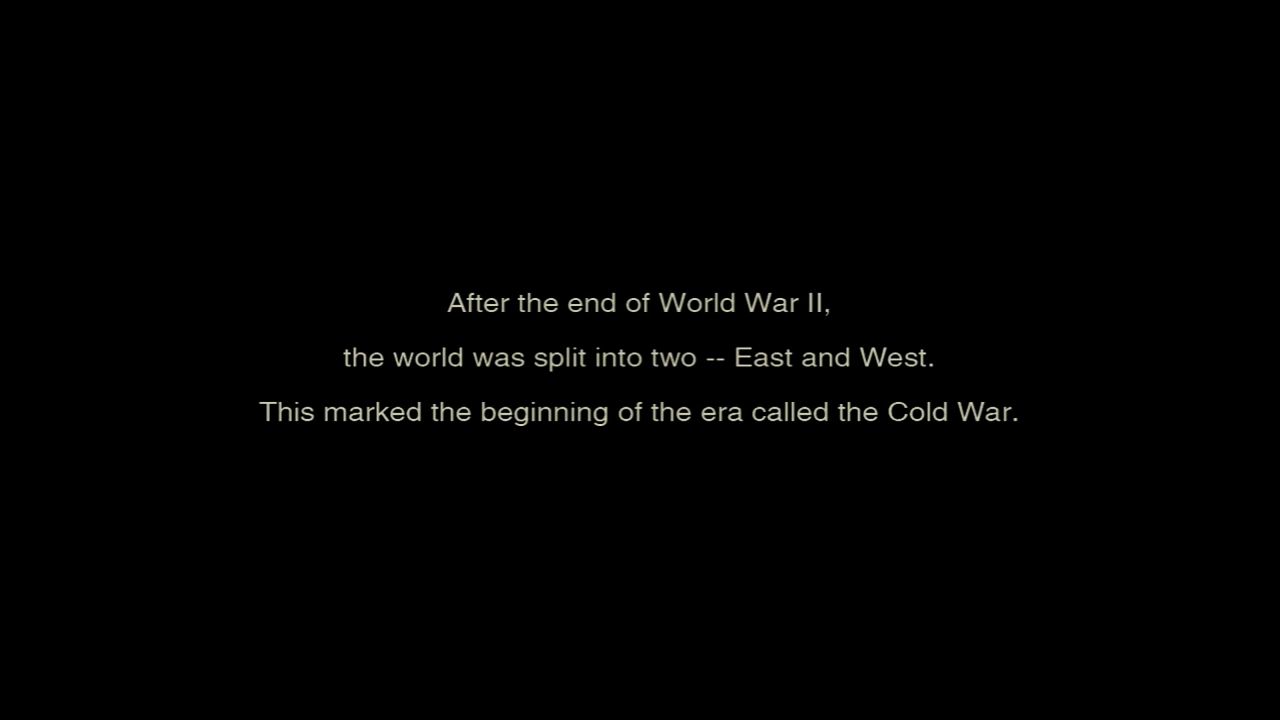 After the end of World War II,
the world was split into two -- East and West.
This marked the beginning of the era called the Cold War.